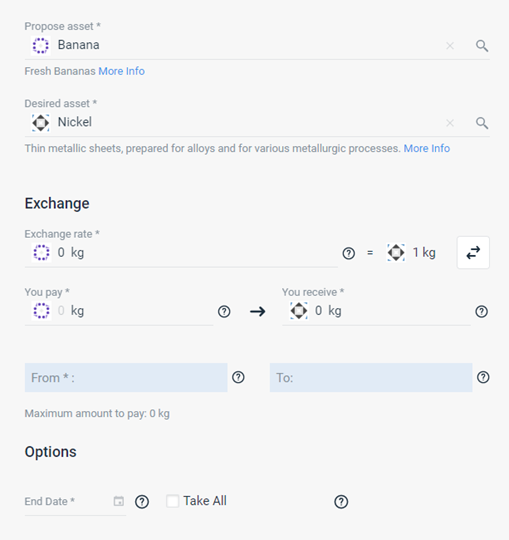 Propose asset *
Banana
Fresh Bananas More Info
Desired asset *
Nickel
Thin metallic sheets, prepared for alloys and for various metallurgic processes. More Info
Exchange
Exchange rate *
0 kg ? = 1 kg
You pay * You receive *
0 kg ? 0 kg ?
From * : ? To: ?
Maximum amount to pay: 0 kg
Options
End Date * ? Take All ?